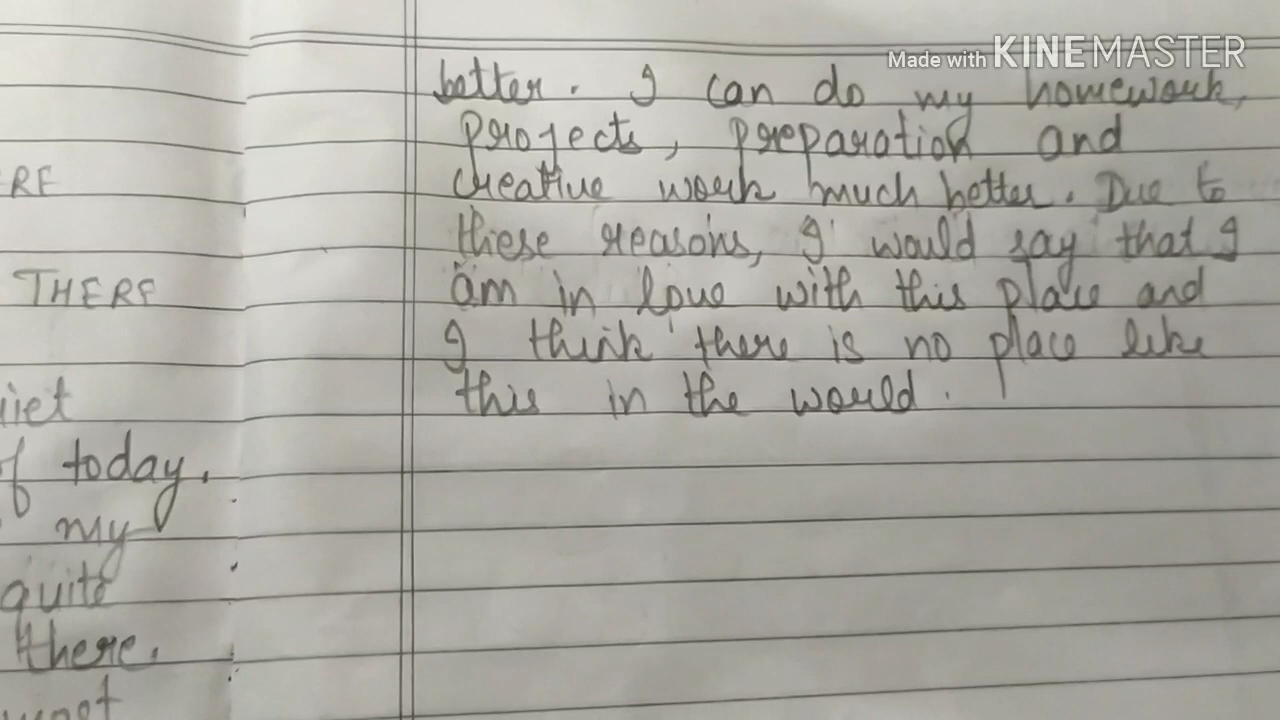 Made with KINEMASTER
RE
THERE
iet
of today.
my
quite
there.
better. I can do my homework,
projects, preparation and
creative work much better. Due to
these reasons, I would say that I
am in love with this place and
I think there is no place like
this in the world.